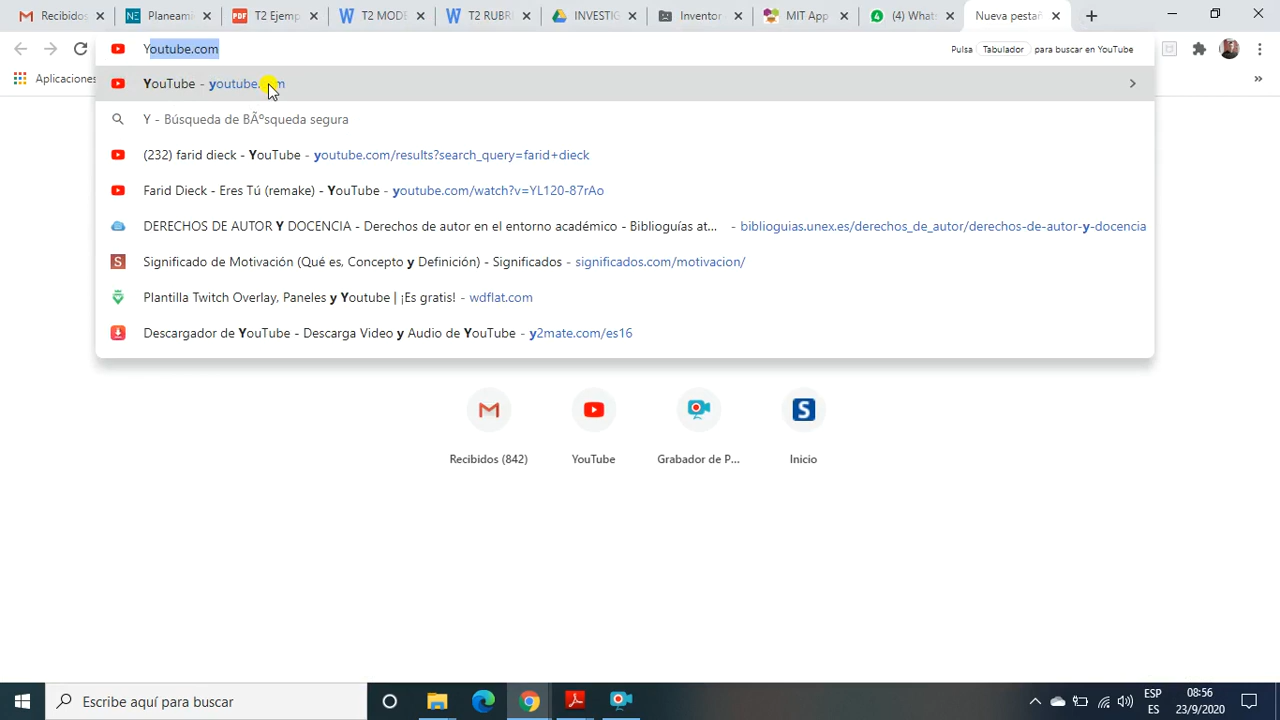 Recibidos
Planeami
T2 Ejemp
T2 MODE
T2 RUBRI
INVESTIG
Inventor
MIT App
(4) Whats
Nueva pestañ
Youtube.com
Pulsa Tabulador para buscar en YouTube
Aplicaciones
YouTube - youtube.com
Y - Búsqueda de BÃºsqueda segura
(232) farid dieck - YouTube - youtube.com/results?search_query=farid+dieck
Farid Dieck - Eres Tú (remake) - YouTube - youtube.com/watch?v=YL120-87rAo
DERECHOS DE AUTOR Y DOCENCIA - Derechos de autor en el entorno académico - Biblioguías at... - biblioguias.unex.es/derechos_de_autor/derechos-de-autor-y-docencia
Significado de Motivación (Qué es, Concepto y Definición) - Significados - significados.com/motivacion/
Plantilla Twitch Overlay, Paneles y Youtube | ¡Es gratis! - wdflat.com
Descargador de YouTube - Descarga Video y Audio de YouTube - y2mate.com/es16
Recibidos (842)
YouTube
Grabador de P...
Inicio
Escribe aquí para buscar
ESP
ES
08:56
23/9/2020